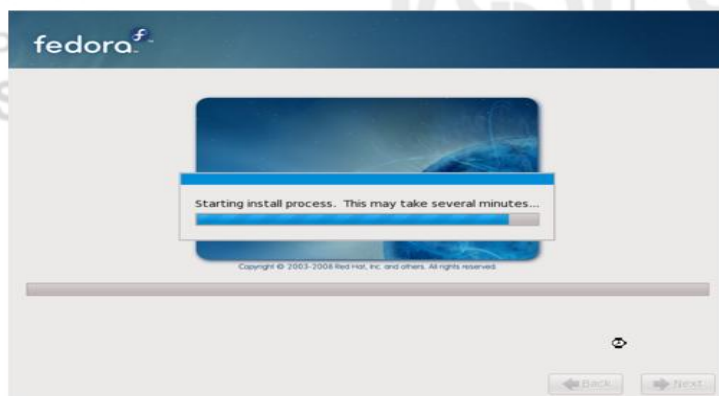 fedora
Starting install process. This may take several minutes...
Copyright © 2003-2006 Red Hat, Inc. and others. All rights reserved.
Back Next